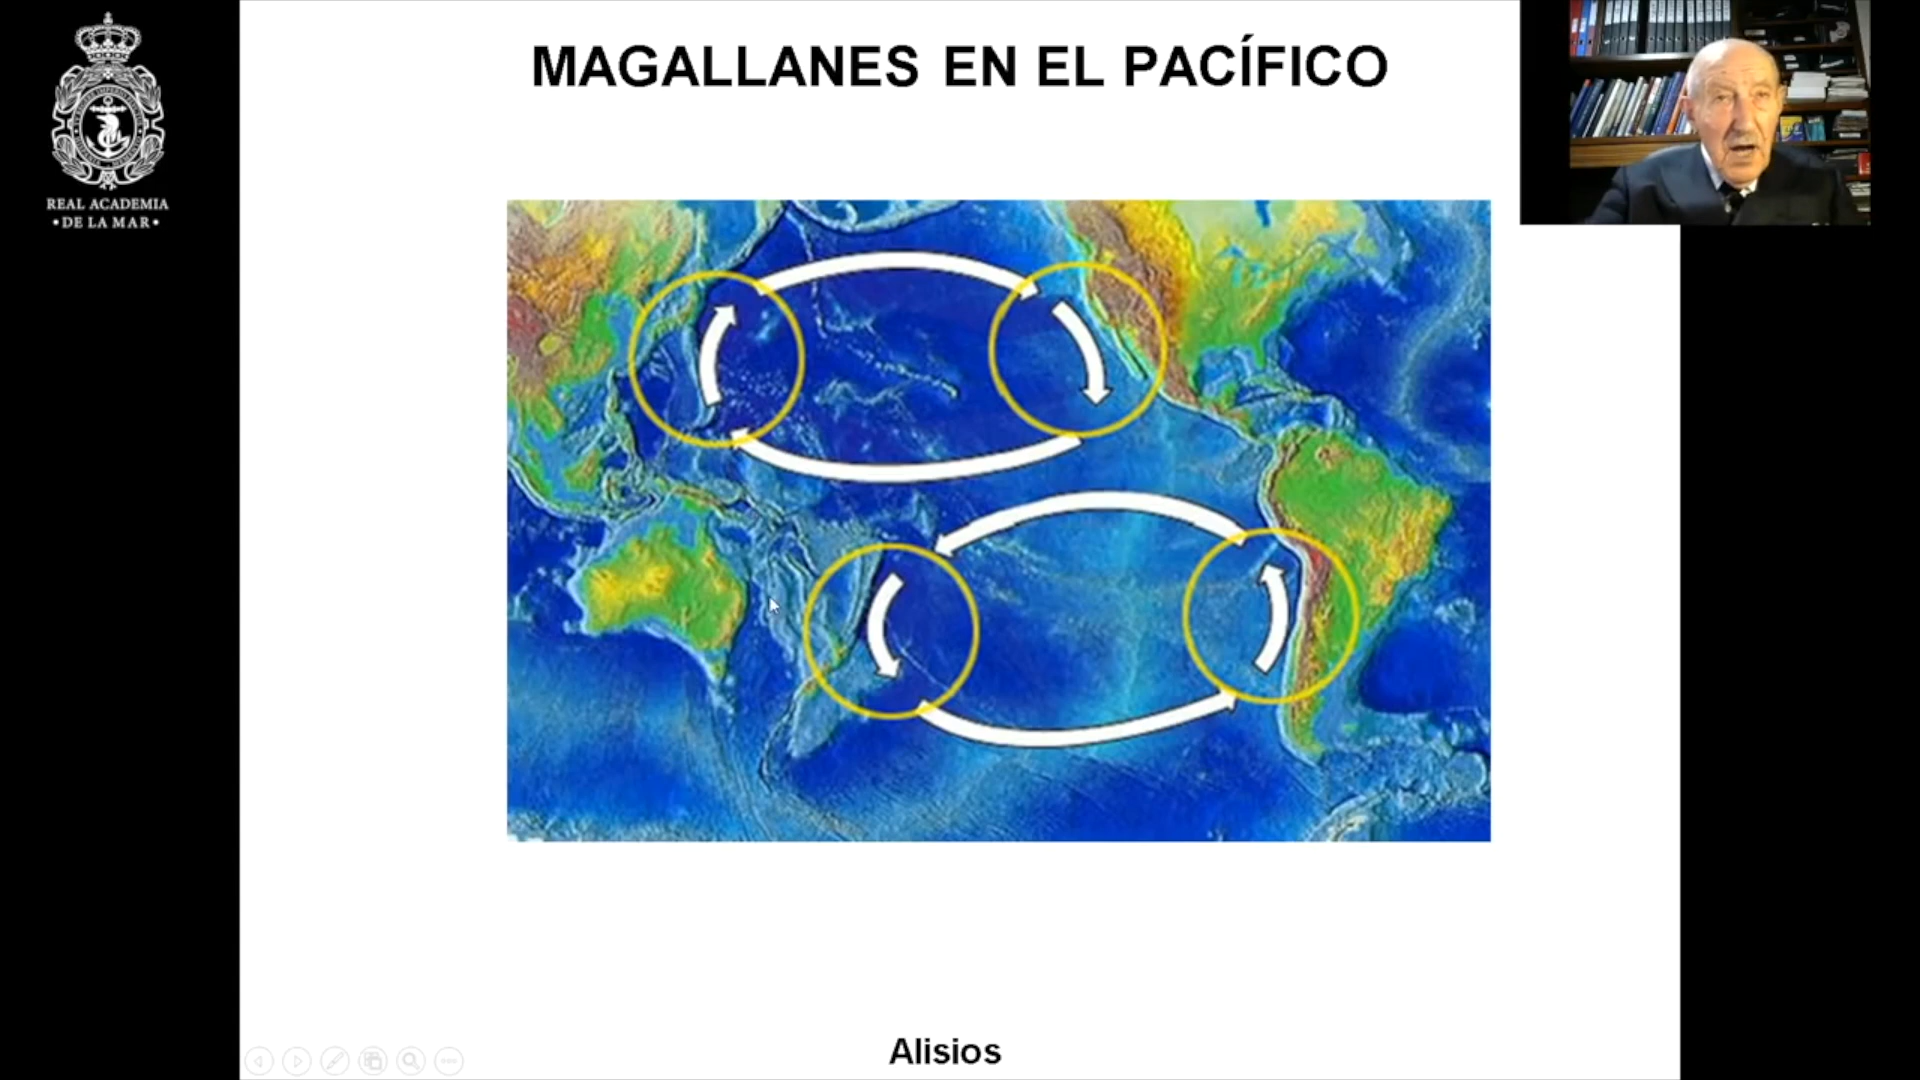 MAGALLANES EN EL PACÍFICO
REAL ACADEMIA
•DE LA MAR•
Alisios